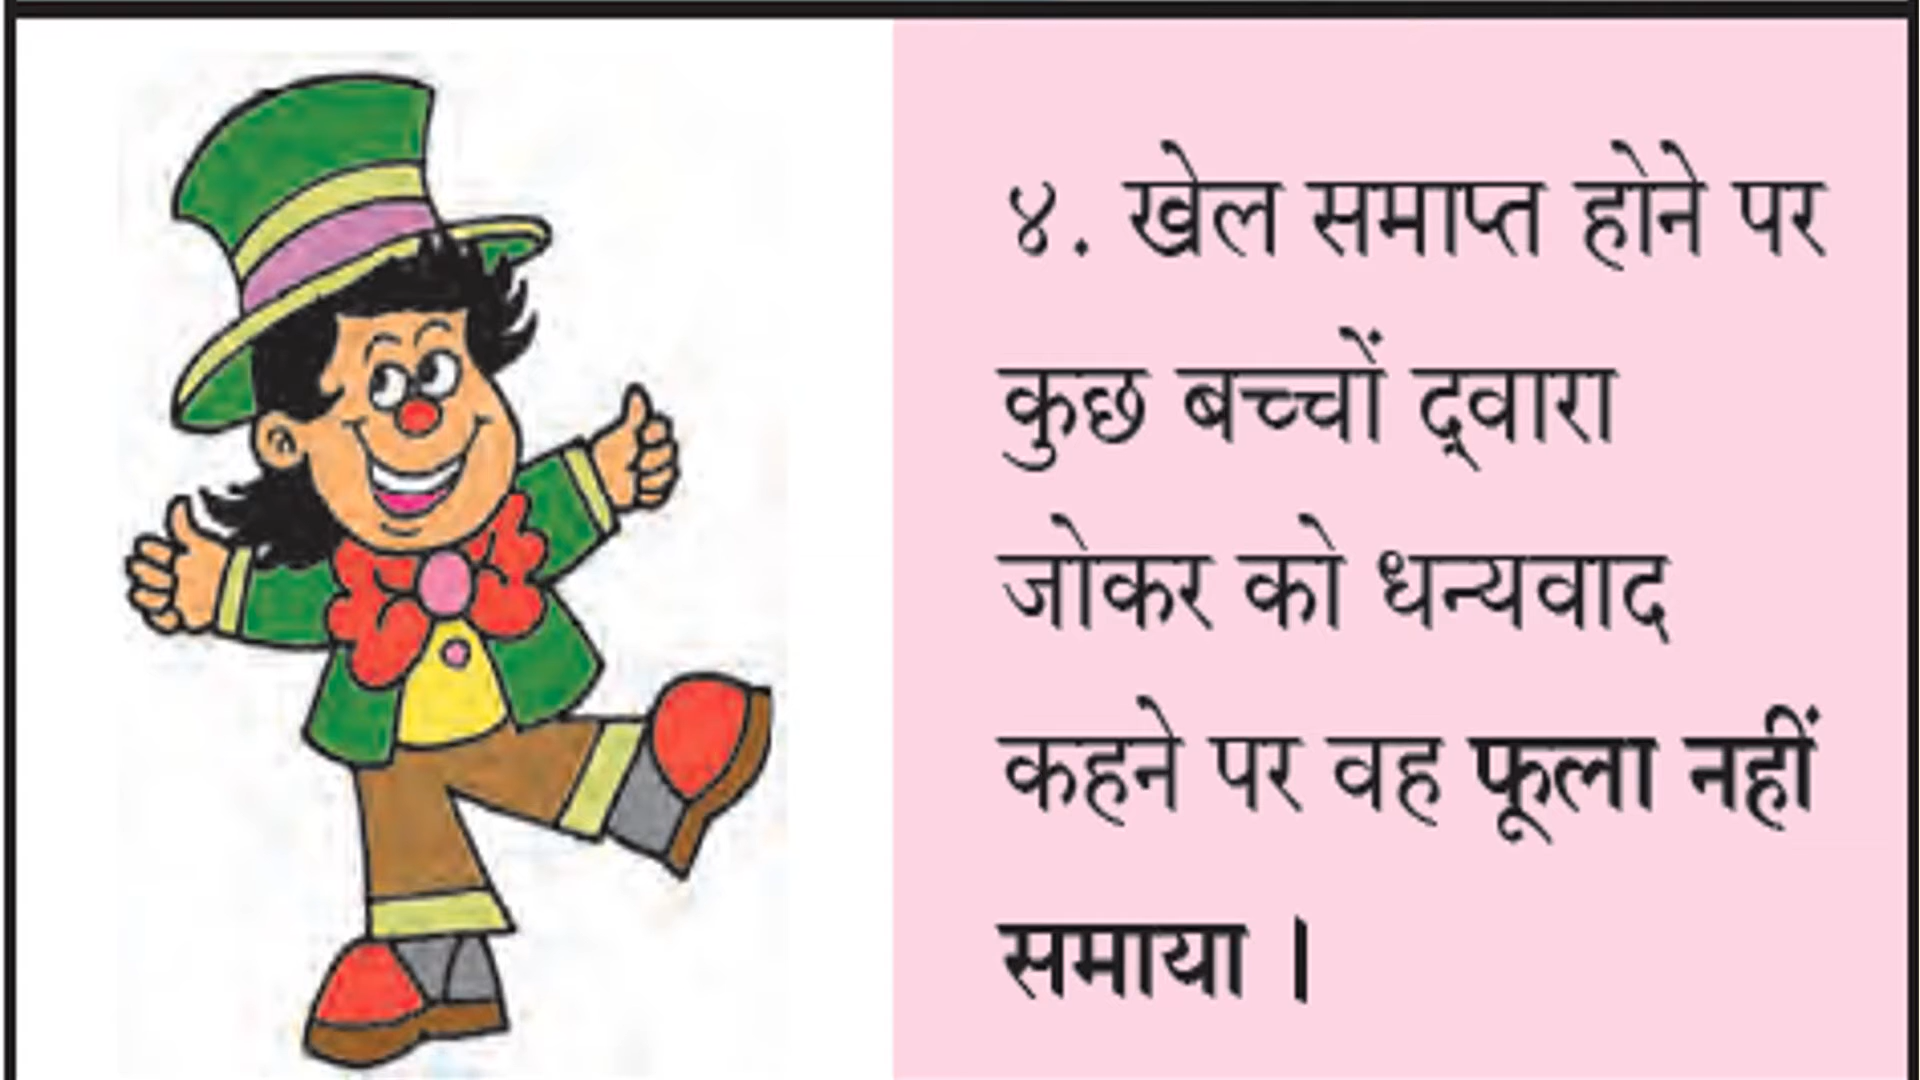 ४. खेल समाप्त होने पर
कुछ बच्चों द्‌वारा
जोकर को धन्यवाद
कहने पर वह फूला नहीं
समाया ।